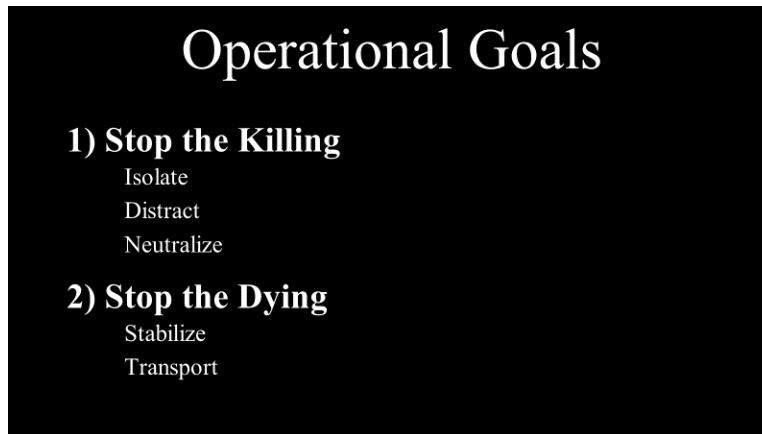 Operational Goals
1) Stop the Killing
Isolate
Distract
Neutralize
2) Stop the Dying
Stabilize
Transport